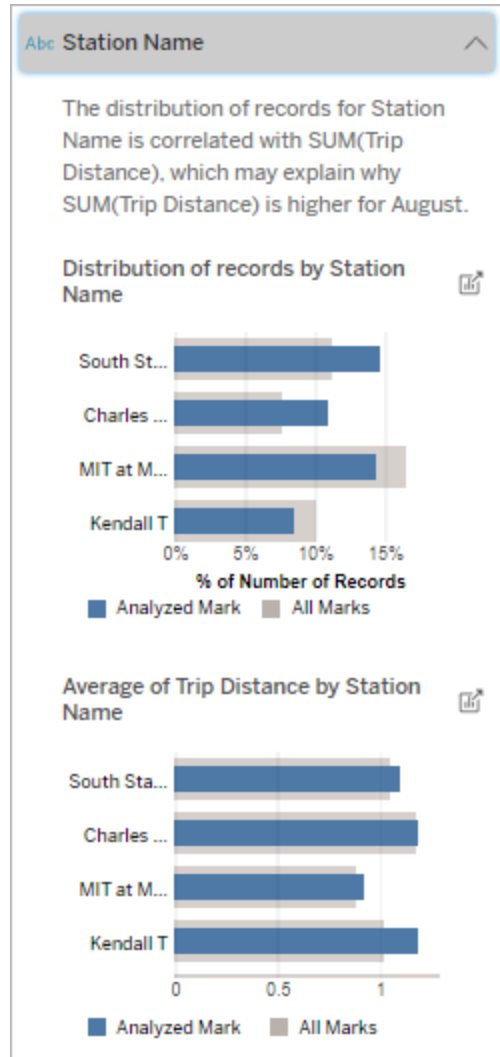 Abc Station Name
The distribution of records for Station
Name is correlated with SUM(Trip
Distance), which may explain why
SUM(Trip Distance) is higher for August.
Distribution of records by Station
Name
South St...
Charles ...
MIT at M...
Kendall T
0% 5% 10% 15%
% of Number of Records
Analyzed Mark All Marks
Average of Trip Distance by Station
Name
South Sta...
Charles ...
MIT at M...
Kendall T
0 0.5 1
Analyzed Mark All Marks